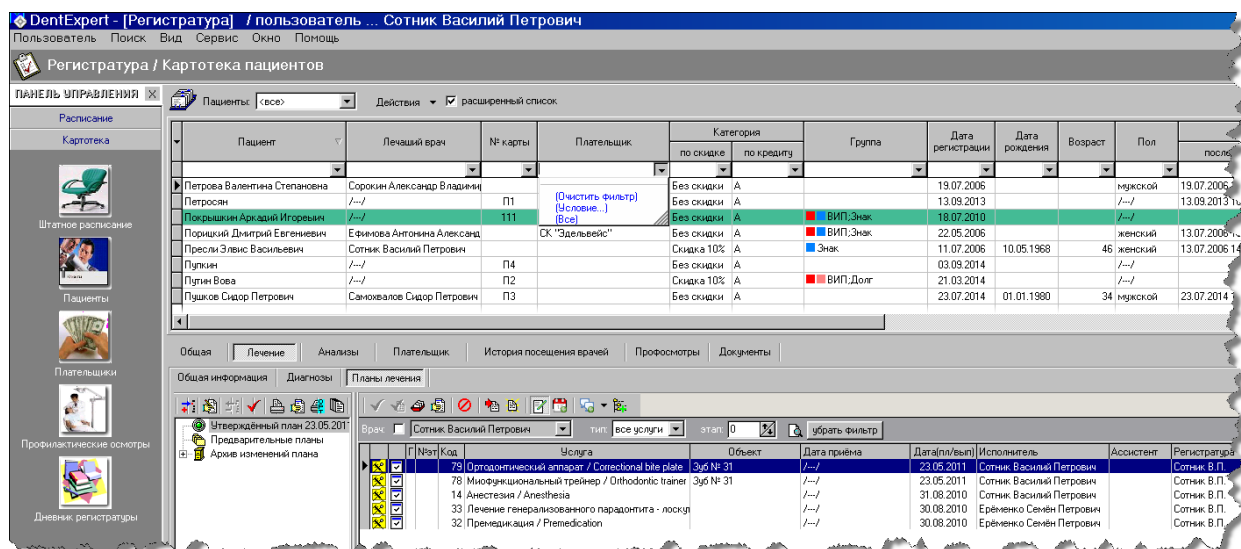 DentExpert - [Регистратура] / пользователь ... Сотник Василий Петрович
Пользователь Поиск Вид Сервис Окно Помощь
Регистратура / Картотека пациентов
ПАНЕЛЬ УПРАВЛЕНИЯ X
Расписание
Картотека
Штатное расписание
Пациенты
Плательщики
Профилактические осмотры
Дневник регистратуры
Пациенты: <все> Действия расширенный список
Категория
Пациент Лечащий врач № карты Плательщик по скидке по кредиту Группа Дата регистрации Дата рождения Возраст Пол после
(Очистить фильтр)
(Условие...)
(Все)
Петрова Валентина Степановна Сорокин Александр Владими Без скидки A 19.07.2006 мужской 19.07.2006
Петросян /---/ П1 Без скидки A 13.09.2013 /---/ 13.09.2013 10
Покрышкин Аркадий Игоревич /---/ 111 Без скидки A ВИП;Знак 18.07.2010 /---/
Порицкий Дмитрий Евгениевич Ефимова Антонина Александ СК "Эдельвейс" Без скидки A ВИП;Знак 22.05.2006 женский 13.07.2006
Пресли Элвис Васильевич Сотник Василий Петрович Скидка 10% A Знак 11.07.2006 10.05.1968 46 женский 13.07.2006 14
Пупкин /---/ П4 Без скидки A 03.09.2014 /---/
Путин Вова /---/ П2 Скидка 10% A ВИП;Долг 21.03.2014 /---/
Пушков Сидор Петрович Самохвалов Сидор Петрович П3 Без скидки A 23.07.2014 01.01.1980 34 мужской 23.07.2014
Общая Лечение Анализы Плательщик История посещения врачей Профосмотры Документы
Общая информация Диагнозы Планы лечения
Утверждённый план 23.05.201
Предварительные планы
Архив изменений плана
Врач: Сотник Василий Петрович тип: все услуги этап: 0 убрать фильтр
Г №эт Код Услуга Объект Дата приёма Дата(пл/вып) Исполнитель Ассистент Регистратура
79 Ортодонтический аппарат / Correctional bite plate Зуб № 31 /---/ 23.05.2011 Сотник Василий Петрович Сотник В.П.
78 Миофункциональный трейнер / Orthodontic trainer Зуб № 31 /---/ 23.05.2011 Сотник Василий Петрович Сотник В.П.
14 Анестезия / Anesthesia /---/ 31.08.2010 Сотник Василий Петрович Сотник В.П.
33 Лечение генерализованного парадонтита - лоскут /---/ 30.08.2010 Ерёменко Семён Петрович Сотник В.П.
32 Премедикация / Premedication /---/ 30.08.2010 Ерёменко Семён Петрович Сотник В.П.